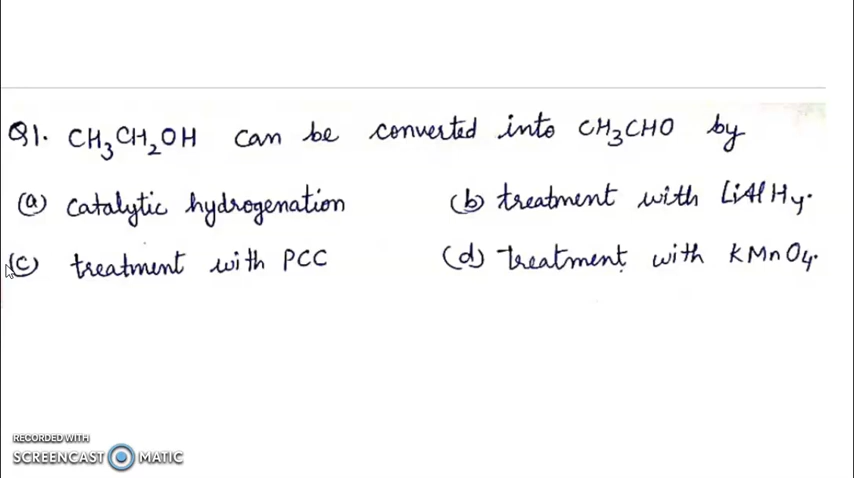 Q1. CH₃CH₂OH can be converted into CH₃CHO by
(a) catalytic hydrogenation (b) treatment with LiAlH₄.
(c) treatment with PCC (d) treatment with KMnO₄.
RECORDED WITH
SCREENCAST MATIC